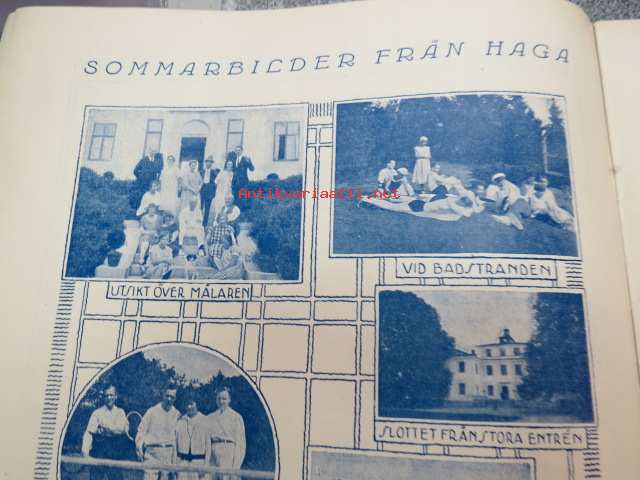 SOMMARBILDER FRÅN HAGA
Antikvariaatti.net
UTSIKT ÖVER MÄLAREN
VID BADSTRANDEN
SLOTTET FRÅN STORA ENTRÉN